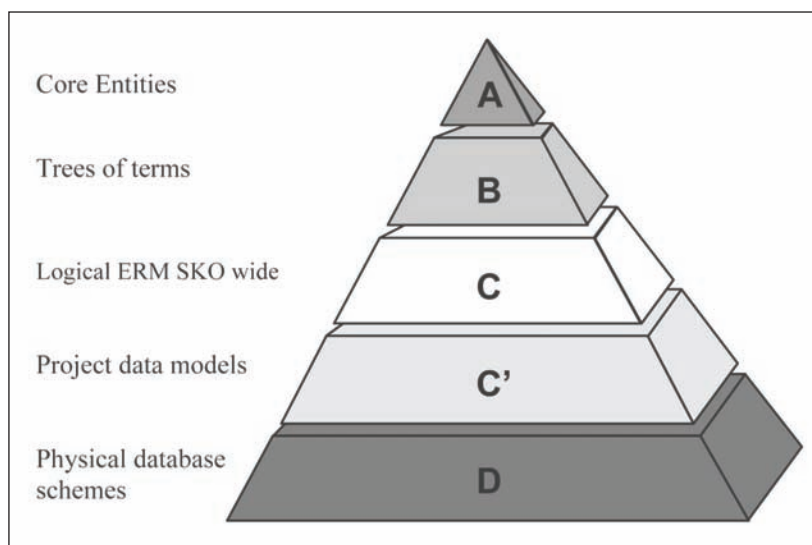 Core Entities
A
Trees of terms
B
Logical ERM SKO wide
C
Project data models
C’
Physical database
schemes
D